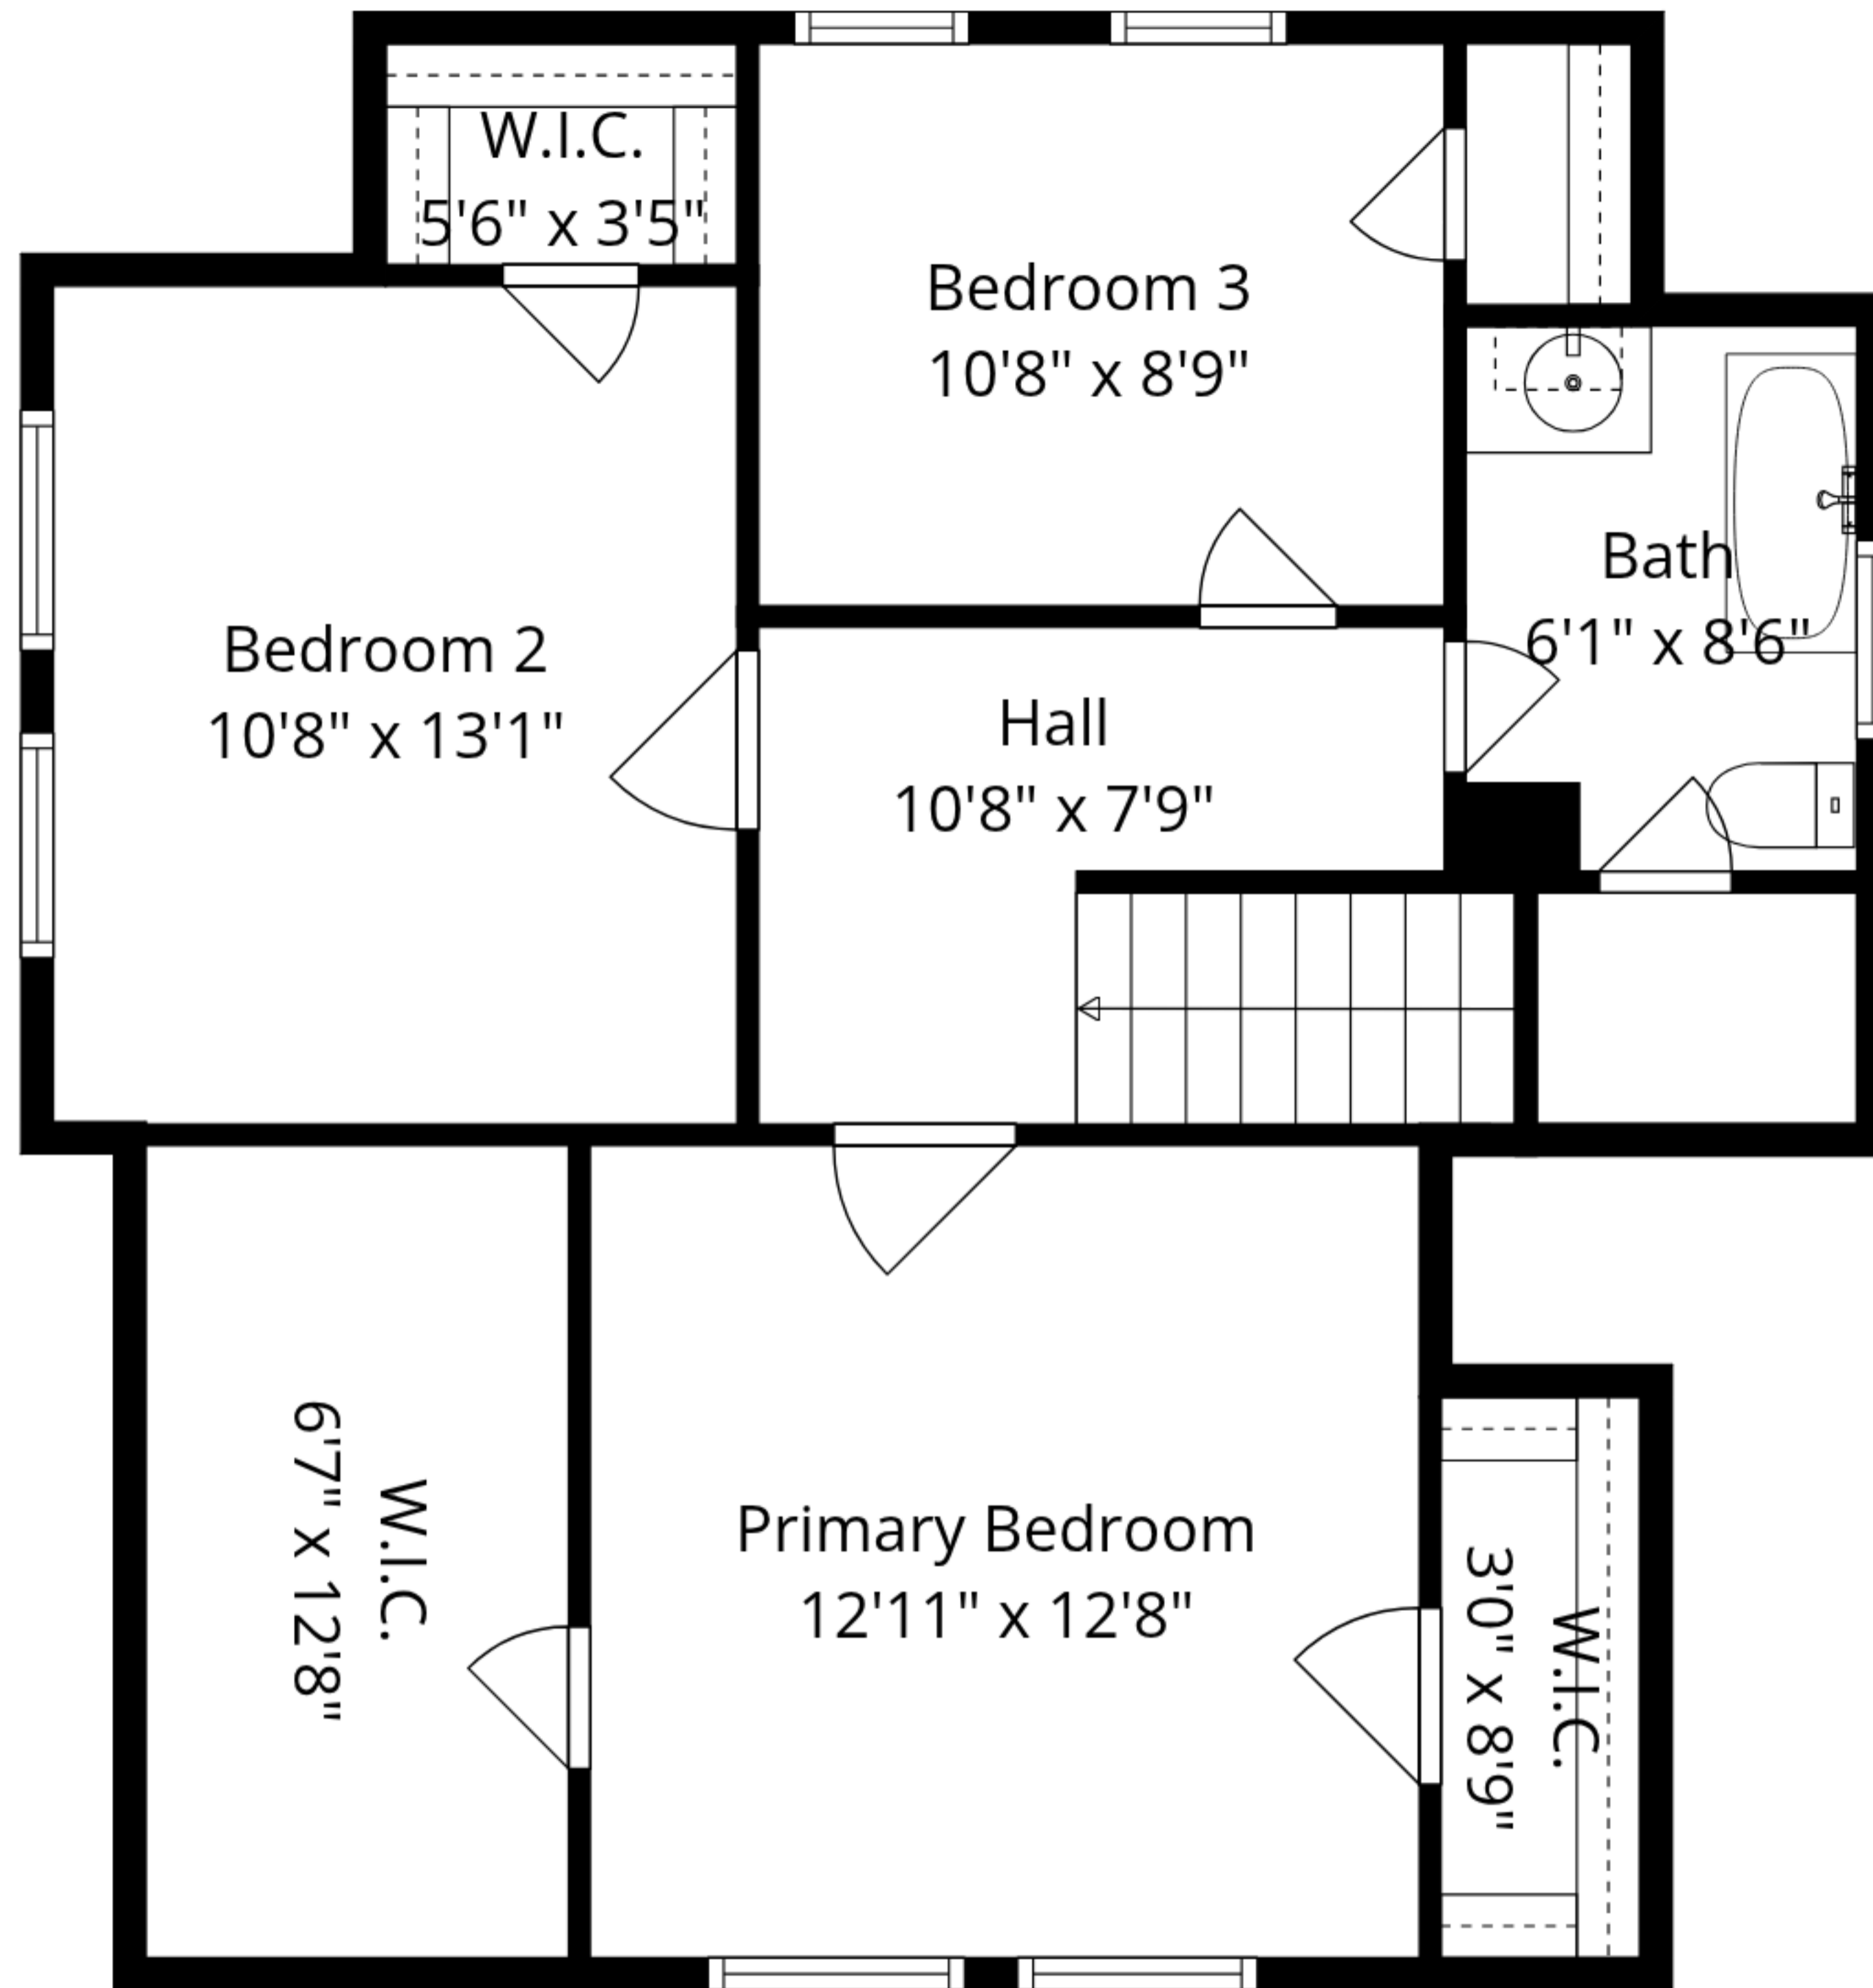 W.I.C.
5'6" x 3'5"
Bedroom 3
10'8" x 8'9"
Bath
6'1" x 8'6"
Bedroom 2
10'8" x 13'1"
Hall
10'8" x 7'9"
W.I.C.
6'7" x 12'8"
Primary Bedroom
12'11" x 12'8"
W.I.C.
3'0" x 8'9"